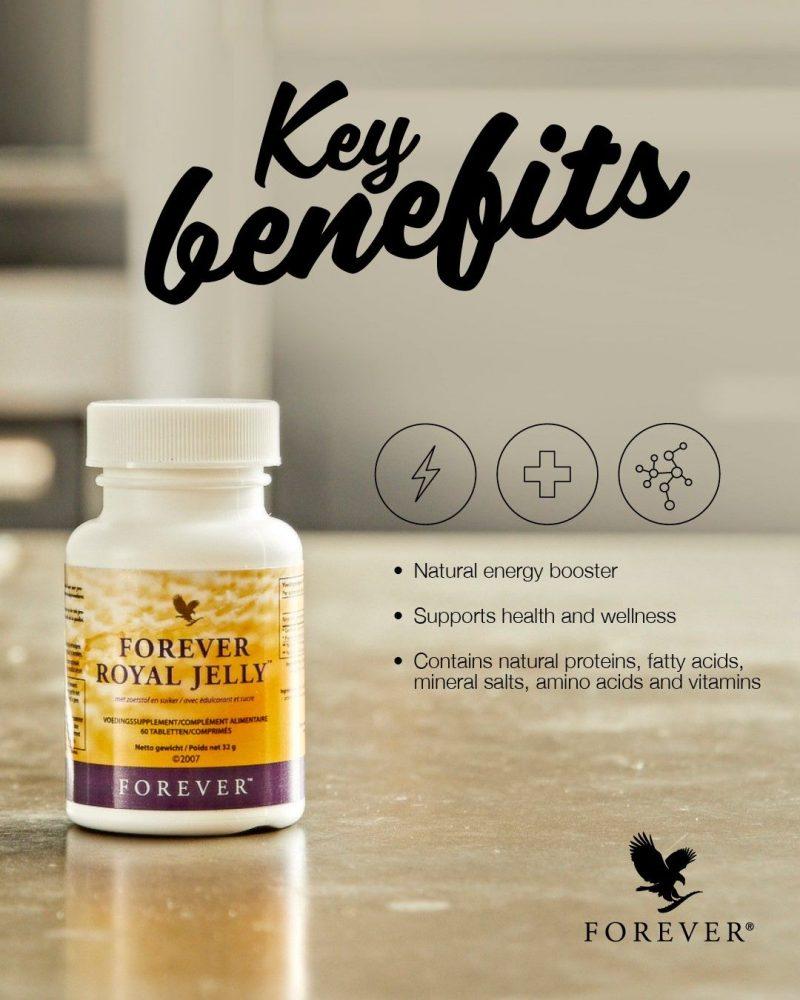 Key
benefits
• Natural energy booster
• Supports health and wellness
• Contains natural proteins, fatty acids,
mineral salts, amino acids and vitamins
FOREVER
ROYAL JELLY™
met zoetstof en suiker / avec édulcorant et sucre
VOEDINGSSUPPLEMENT/COMPLÉMENT ALIMENTAIRE
60 TABLETTEN/COMPRIMÉS
Netto gewicht / Poids net 32 g
©2007
FOREVER™
FOREVER®